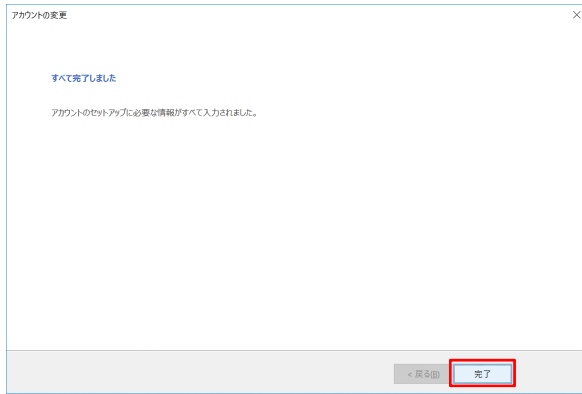 アカウントの変更
すべて完了しました
アカウントのセットアップに必要な情報がすべて入力されました。
< 戻る(B)
完了